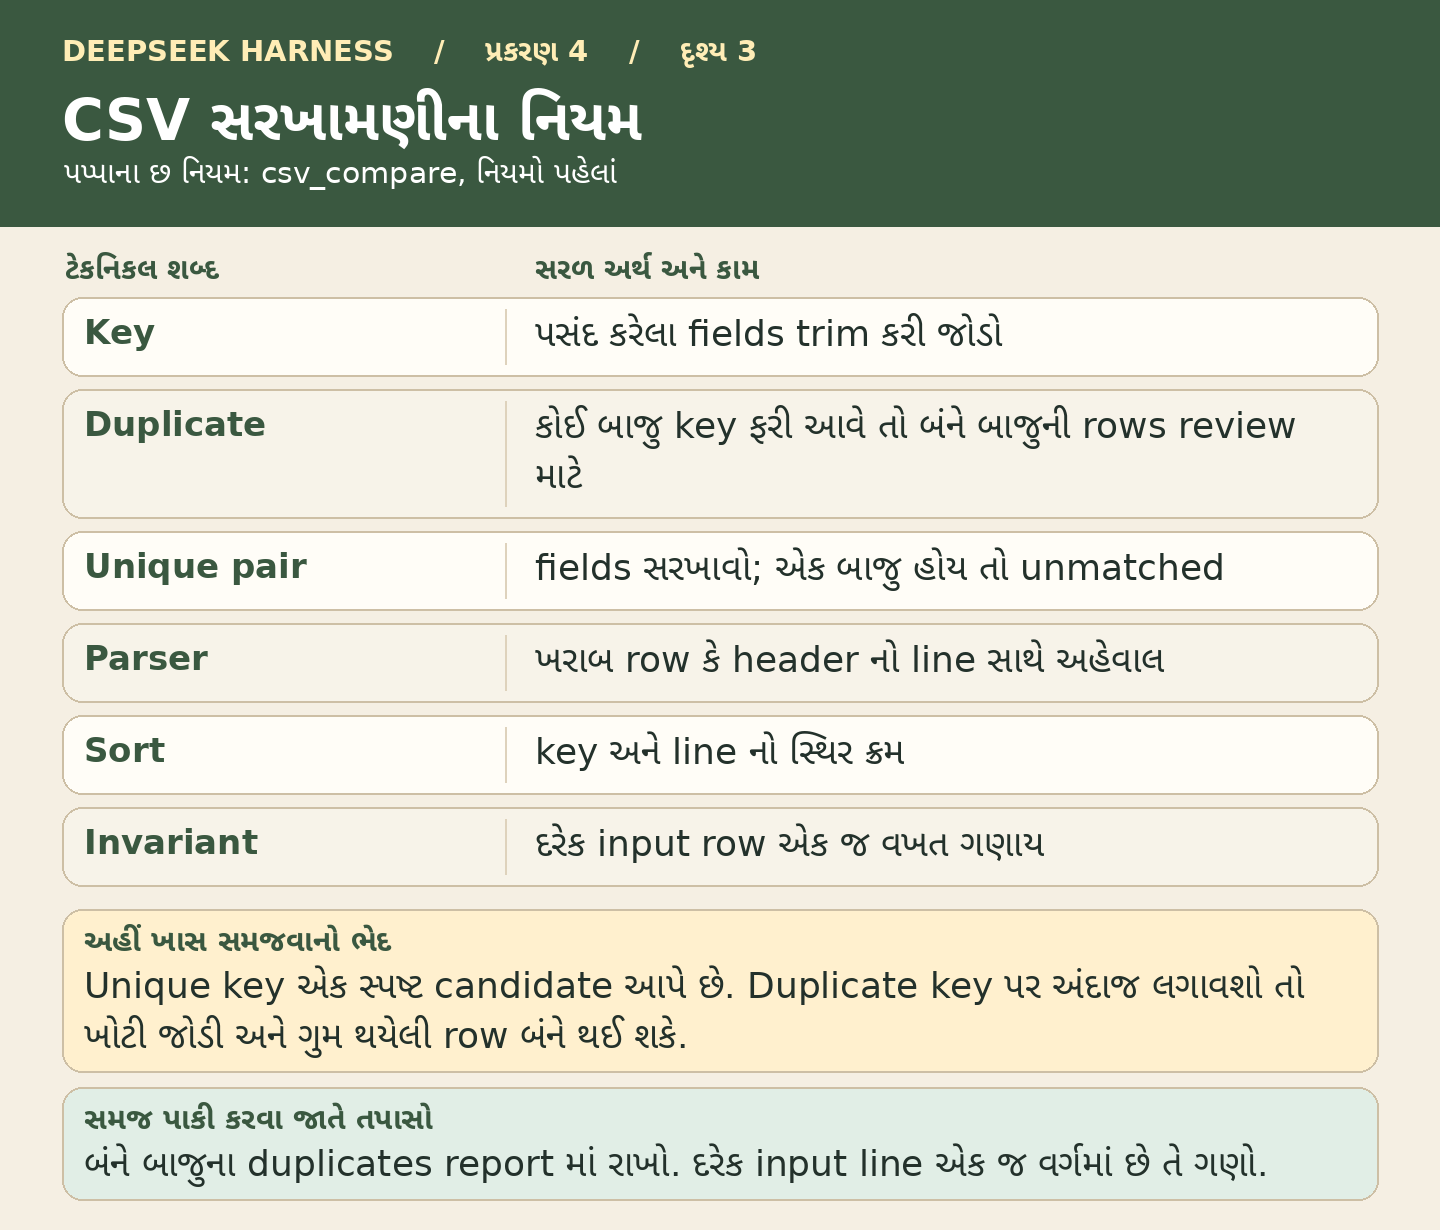 DEEPSEEK HARNESS / પ્રકરણ 4 / દૃશ્ય 3
CSV સરખામણીના નિયમ
પપ્પાના છ નિયમ: csv_compare, નિયમો પહેલાં
ટેકનિકલ શબ્દ સરળ અર્થ અને કામ
Key પસંદ કરેલા fields trim કરી જોડો
Duplicate કોઈ બાજુ key ફરી આવે તો બંને બાજુની rows review
માટે
Unique pair fields સરખાવો; એક બાજુ હોય તો unmatched
Parser ખરાબ row કે header નો line સાથે અહેવાલ
Sort key અને line નો સ્થિર ક્રમ
Invariant દરેક input row એક જ વખત ગણાય
અહીં ખાસ સમજવાનો ભેદ
Unique key એક સ્પષ્ટ candidate આપે છે. Duplicate key પર અંદાજ લગાવશો તો
ખોટી જોડી અને ગુમ થયેલી row બંને થઈ શકે.
સમજ પાકી કરવા જાતે તપાસો
બંને બાજુના duplicates report માં રાખો. દરેક input line એક જ વર્ગમાં છે તે ગણો.